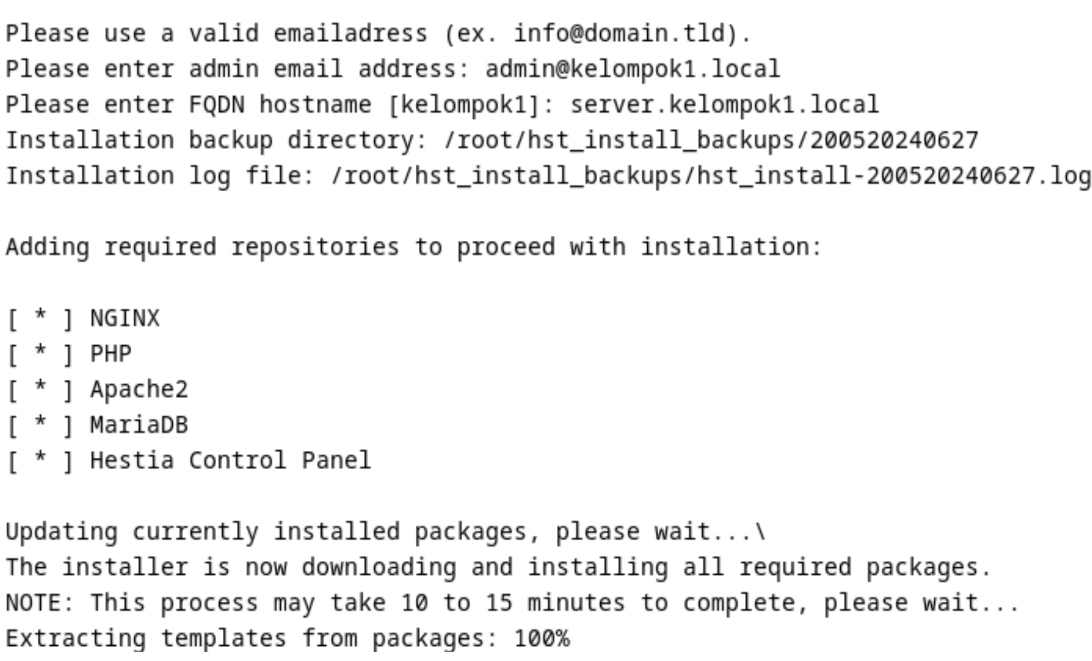 Please use a valid emailadress (ex. info@domain.tld).
Please enter admin email address: admin@kelompok1.local
Please enter FQDN hostname [kelompok1]: server.kelompok1.local
Installation backup directory: /root/hst_install_backups/200520240627
Installation log file: /root/hst_install_backups/hst_install-200520240627.log
Adding required repositories to proceed with installation:
[ * ] NGINX
[ * ] PHP
[ * ] Apache2
[ * ] MariaDB
[ * ] Hestia Control Panel
Updating currently installed packages, please wait...\
The installer is now downloading and installing all required packages.
NOTE: This process may take 10 to 15 minutes to complete, please wait...
Extracting templates from packages: 100%